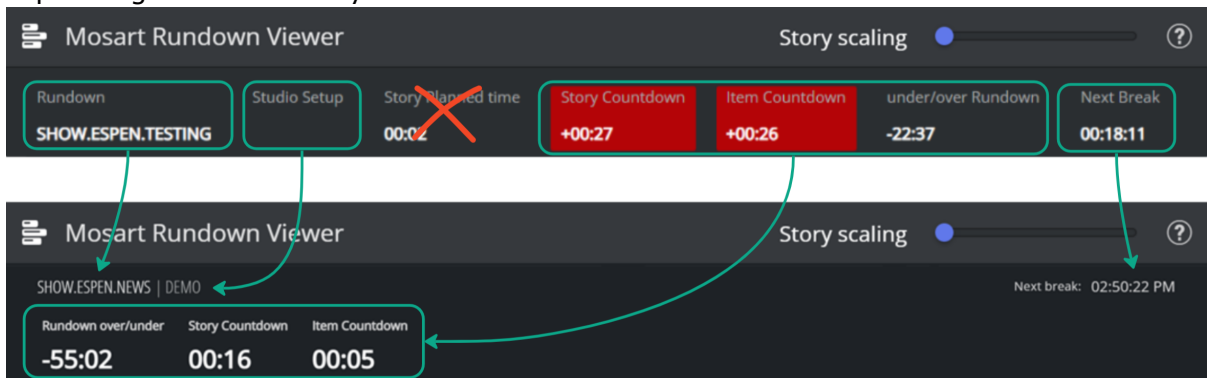 Mosart Rundown Viewer Story scaling ?
Rundown Studio Setup Story Planned time Story Countdown Item Countdown under/over Rundown Next Break
SHOW.ESPEN.TESTING 00:02 +00:27 +00:26 -22:37 00:18:11
Mosart Rundown Viewer Story scaling ?
SHOW.ESPEN.NEWS | DEMO Next break: 02:50:22 PM
Rundown over/under Story Countdown Item Countdown
-55:02 00:16 00:05